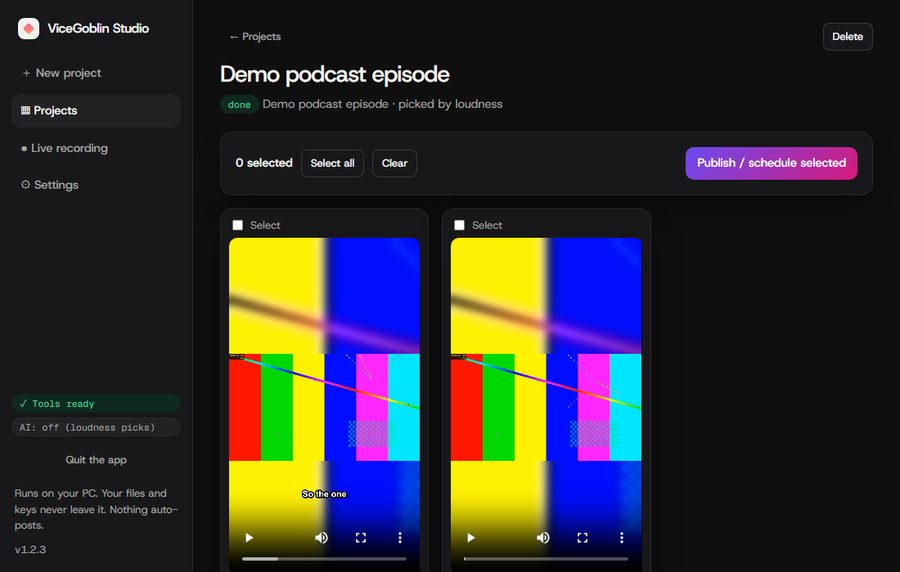 ViceGoblin Studio
+ New project
Projects
Live recording
Settings
✓ Tools ready
AI: off (loudness picks)
Quit the app
Runs on your PC. Your files and
keys never leave it. Nothing auto-
posts.
v1.2.3
← Projects
Delete
Demo podcast episode
done Demo podcast episode · picked by loudness
0 selected Select all Clear Publish / schedule selected
Select
Select
So the one